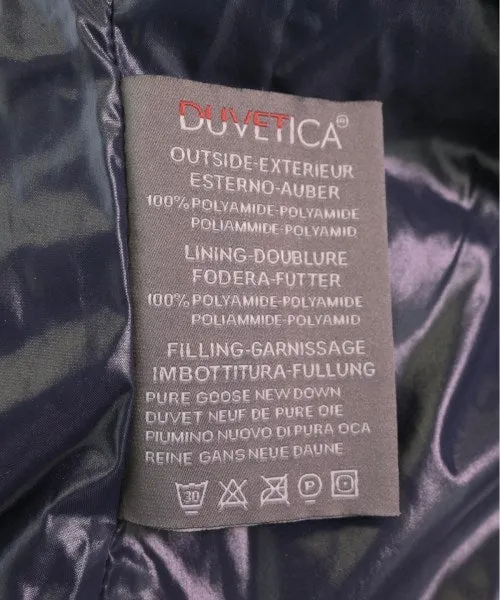 DUVETICA®
OUTSIDE-EXTERIEUR
ESTERNO-AUBER
100% POLYAMIDE-POLYAMIDE
POLIAMMIDE-POLYAMID
LINING-DOUBLURE
FODERA-FUTTER
100% POLYAMIDE-POLYAMIDE
POLIAMMIDE-POLYAMID
FILLING-GARNISSAGE
IMBOTTITURA-FULLUNG
PURE GOOSE NEW DOWN
DUVET NEUF DE PURE OIE
PIUMINO NUOVO DI PURA OCA
REINE GANS NEUE DAUNE
30 P